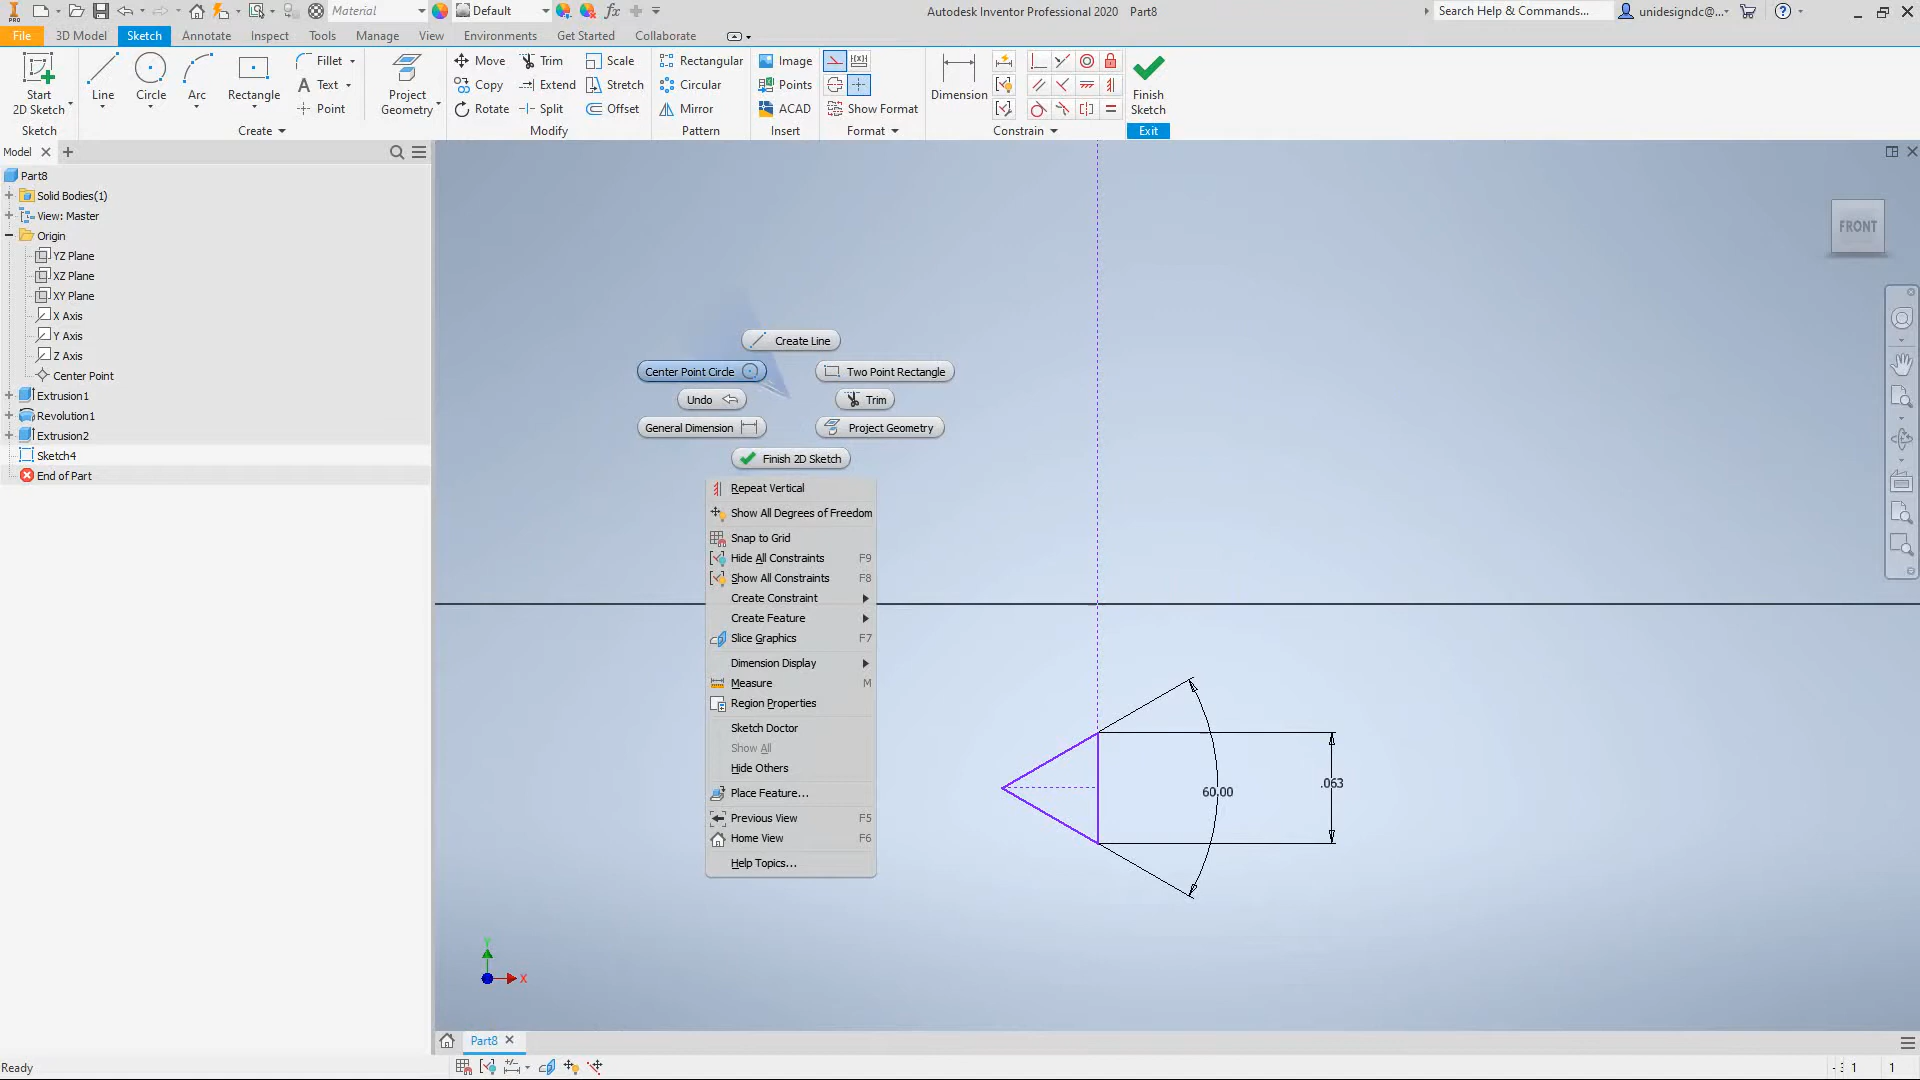 PRO
Material
Default
fx
Autodesk Inventor Professional 2020 Part8
Search Help & Commands...
unidesigndc@...
File
3D Model
Sketch
Annotate
Inspect
Tools
Manage
View
Environments
Get Started
Collaborate
Start
2D Sketch
Line
Circle
Arc
Rectangle
Fillet
Text
Point
Project
Geometry
Move
Copy
Rotate
Trim
Extend
Split
Scale
Stretch
Offset
Rectangular
Circular
Mirror
Image
Points
ACAD
Show Format
Dimension
Finish
Sketch
Sketch
Create
Modify
Pattern
Insert
Format
Constrain
Exit
Model
Part8
Solid Bodies(1)
View: Master
Origin
YZ Plane
XZ Plane
XY Plane
X Axis
Y Axis
Z Axis
Center Point
Extrusion1
Revolution1
Extrusion2
Sketch4
End of Part
FRONT
Create Line
Center Point Circle
Two Point Rectangle
Undo
Trim
General Dimension
Project Geometry
Finish 2D Sketch
Repeat Vertical
Show All Degrees of Freedom
Snap to Grid
Hide All Constraints F9
Show All Constraints F8
Create Constraint
Create Feature
Slice Graphics F7
Dimension Display
Measure M
Region Properties
Sketch Doctor
Show All
Hide Others
Place Feature...
Previous View F5
Home View F6
Help Topics...
60.00
.063
Y
X
Part8
Ready
1
1